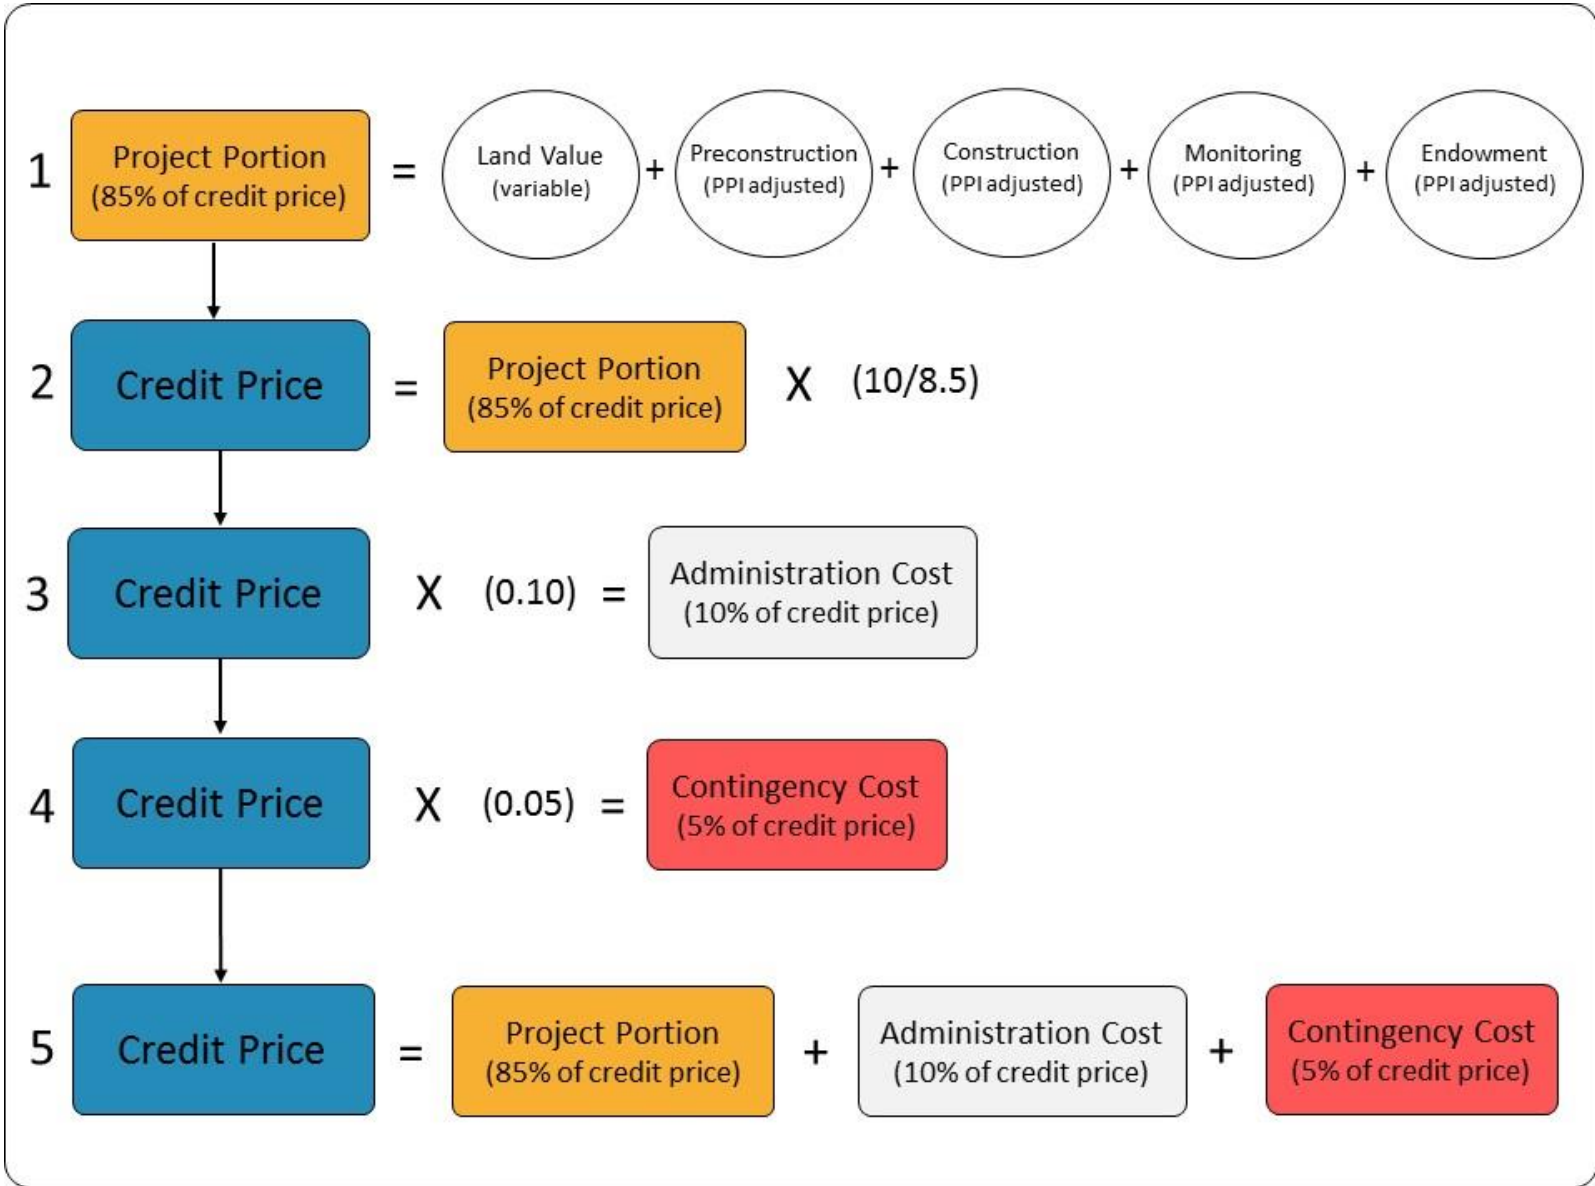 1
Project Portion
(85% of credit price)
=
Land Value
(variable)
+
Preconstruction
(PPI adjusted)
+
Construction
(PPI adjusted)
+
Monitoring
(PPI adjusted)
+
Endowment
(PPI adjusted)
2
Credit Price
=
Project Portion
(85% of credit price)
X
(10/8.5)
3
Credit Price
X
(0.10)
=
Administration Cost
(10% of credit price)
4
Credit Price
X
(0.05)
=
Contingency Cost
(5% of credit price)
5
Credit Price
=
Project Portion
(85% of credit price)
+
Administration Cost
(10% of credit price)
+
Contingency Cost
(5% of credit price)